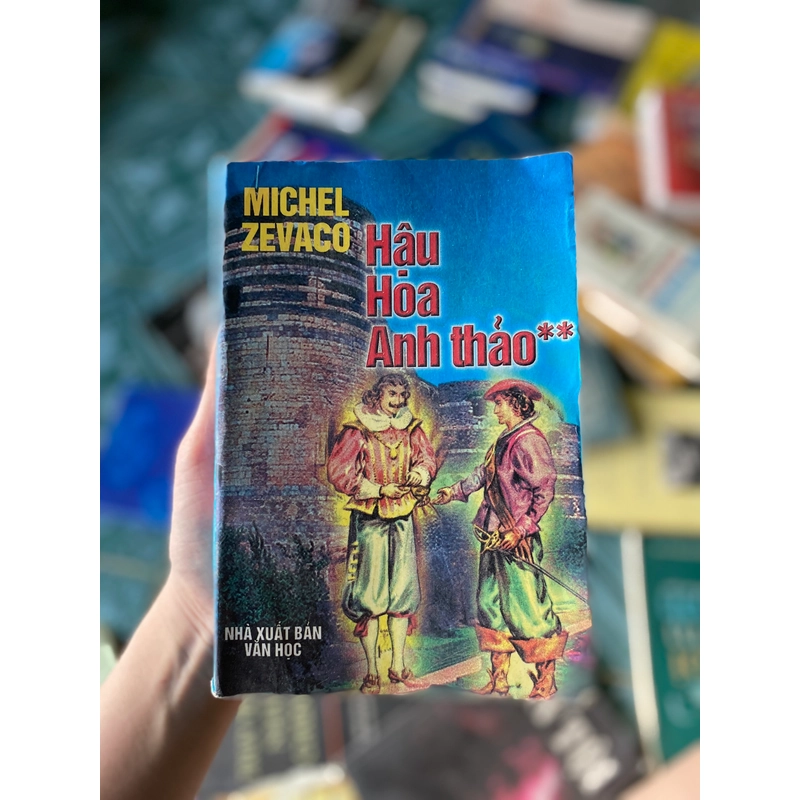 MICHEL
ZEVACO
Hậu
Hoa
Anh thảo**
NHÀ XUẤT BẢN
VĂN HỌC